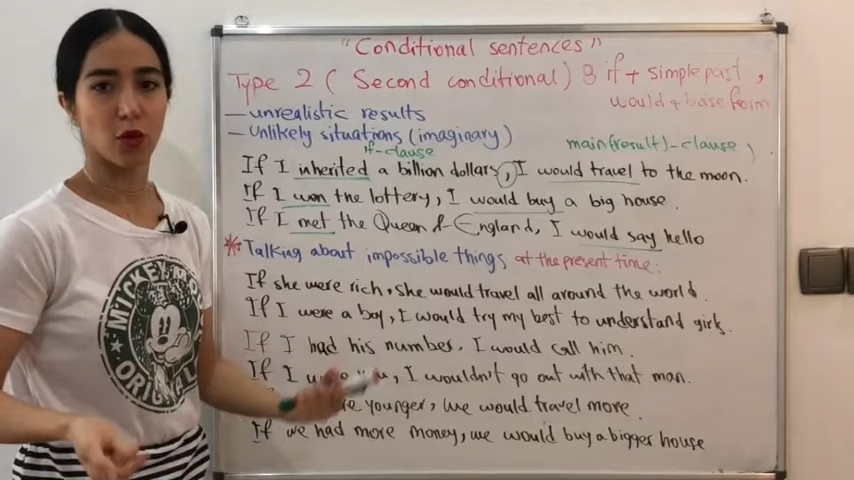 "Conditional sentences"
Type 2 (Second conditional) : if + simple past,
would + base form
- unrealistic results
- Unlikely situations (imaginary)
if-clause
main(result)-clause
If I inherited a billion dollars, I would travel to the moon.
If I won the lottery, I would buy a big house.
If I met the Queen of England, I would say hello
* Talking about impossible things at the present time:
If she were rich, she would travel all around the world.
If I were a boy, I would try my best to understand girls.
If I had his number, I would call him.
If I you, I wouldn't go out with that man.
younger, we would travel more.
If we had more money, we would buy a bigger house
MICKEY MOUSE
Original